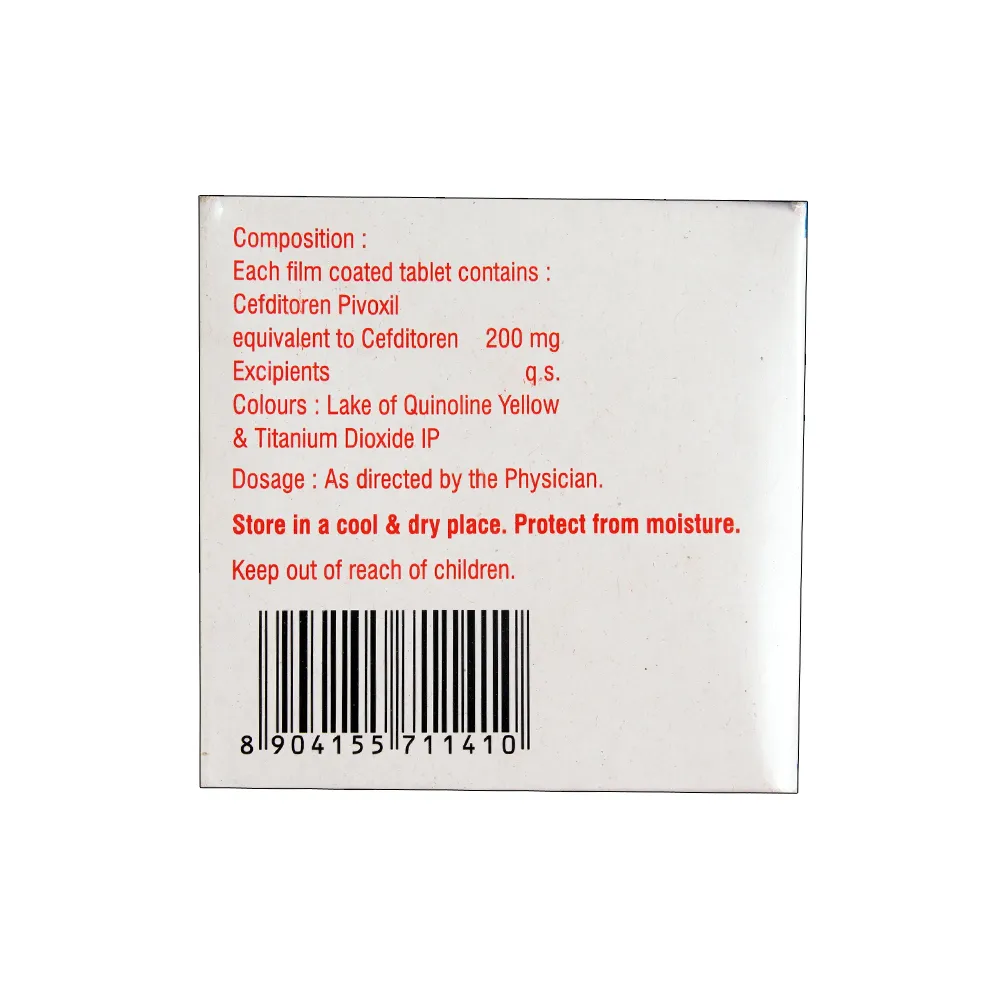 Composition :
Each film coated tablet contains :
Cefditoren Pivoxil
equivalent to Cefditoren 200 mg
Excipients q.s.
Colours : Lake of Quinoline Yellow
& Titanium Dioxide IP
Dosage : As directed by the Physician.
Store in a cool & dry place. Protect from moisture.
Keep out of reach of children.
8 904155 711410